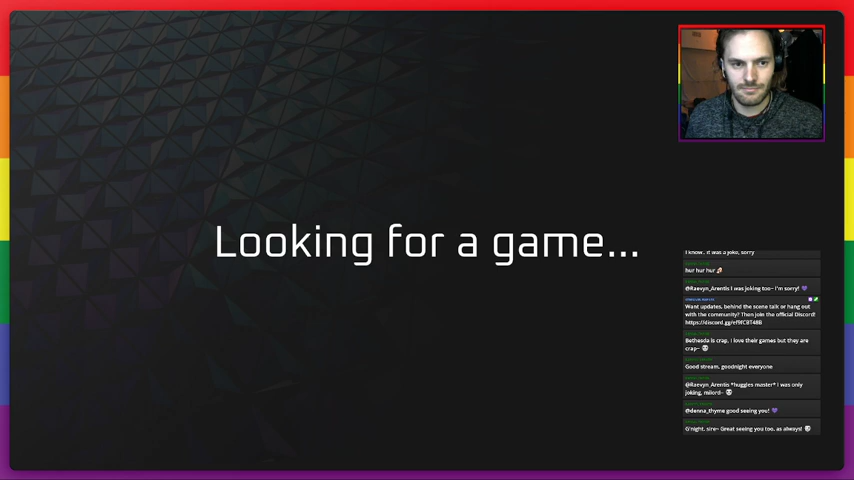 Looking for a game...
I know.. it was a joke, sorry
hur hur hur
@Raevyn_Arentis I was joking too~ I'm sorry!
Want updates, behind the scene talk or hang out
with the community? Then join the official Discord!
Bethesda is crap, I love their games but they are
crap~
Good stream, goodnight everyone
@Raevyn_Arentis *huggles master* I was only
joking, milord~
@denna_thyme good seeing you!
G'night, sire~ Great seeing you too, as always!